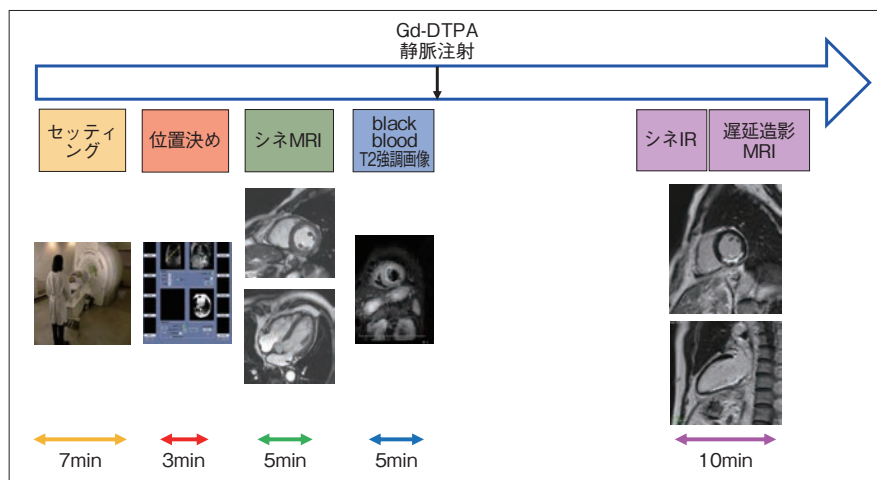 Gd-DTPA
静脈注射
セッティ
ング
位置決め
シネMRI
black
blood
T2強調画像
シネIR
遅延造影
MRI
7min
3min
5min
5min
10min